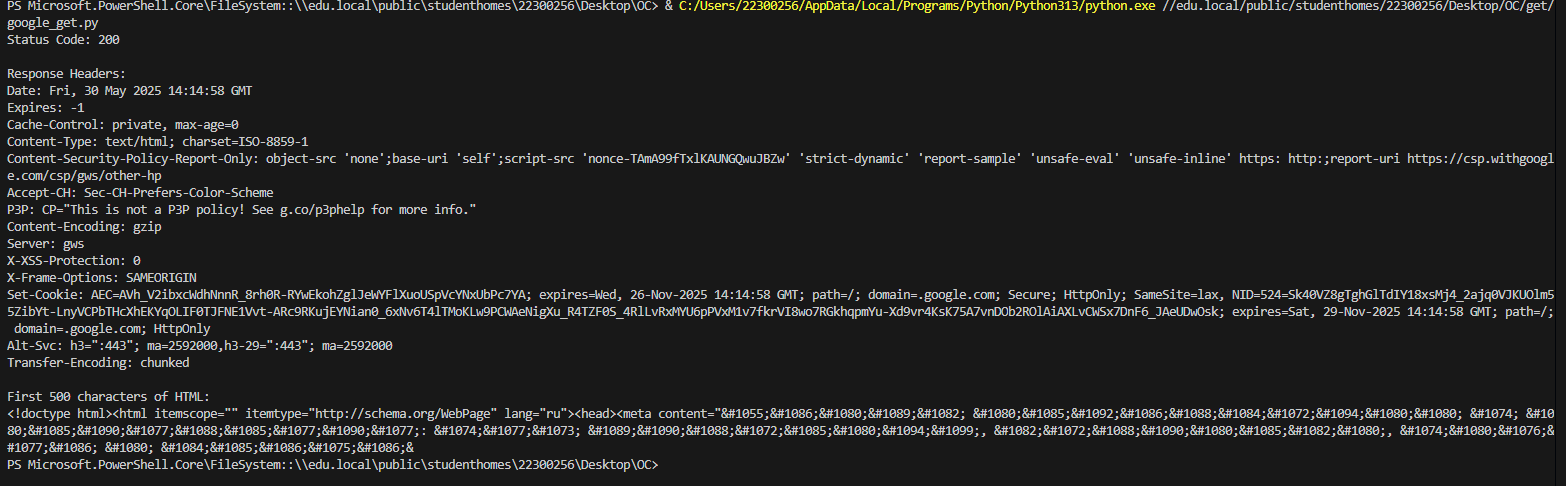 PS Microsoft.PowerShell.Core\FileSystem::\\edu.local\public\studenthomes\22300256\Desktop\OC> & C:/Users/22300256/AppData/Local/Programs/Python/Python313/python.exe //edu.local/public/studenthomes/22300256/Desktop/OC/get/
google_get.py
Status Code: 200
Response Headers:
Date: Fri, 30 May 2025 14:14:58 GMT
Expires: -1
Cache-Control: private, max-age=0
Content-Type: text/html; charset=ISO-8859-1
Content-Security-Policy-Report-Only: object-src 'none';base-uri 'self';script-src 'nonce-TAmA99fTxlKAUNGQwuJBZw' 'strict-dynamic' 'report-sample' 'unsafe-eval' 'unsafe-inline' https: http:;report-uri https://csp.withgoogl
e.com/csp/gws/other-hp
Accept-CH: Sec-CH-Prefers-Color-Scheme
P3P: CP="This is not a P3P policy! See g.co/p3phelp for more info."
Content-Encoding: gzip
Server: gws
X-XSS-Protection: 0
X-Frame-Options: SAMEORIGIN
Set-Cookie: AEC=AVh_V2ibxcWdhNnnR_8rh0R-RYwEkohZglJeWYFlXuoUSpVcYNxUbPc7YA; expires=Wed, 26-Nov-2025 14:14:58 GMT; path=/; domain=.google.com; Secure; HttpOnly; SameSite=lax, NID=524=Sk40VZ8gTghGlTdIY18xsMj4_2ajq0VJKUOlm5
5ZibYt-LnyVCPbTHcXhEKYqOLIF0TJFNE1Vvt-ARc9RKujEYNian0_6xNv6T4lTMoKLw9PCWAeNigXu_R4TZF0S_4RlLvRxMYU6pPVxM1v7fkrVI8wo7RGkhqpmYu-Xd9vr4KsK75A7vnDOb2ROlAiAXLvCWSx7DnF6_JAeUDwOsk; expires=Sat, 29-Nov-2025 14:14:58 GMT; path=/;
domain=.google.com; HttpOnly
Alt-Svc: h3=":443"; ma=2592000,h3-29=":443"; ma=2592000
Transfer-Encoding: chunked
First 500 characters of HTML:
<!doctype html><html itemscope="" itemtype="http://schema.org/WebPage" lang="ru"><head><meta content="&#1055;&#1086;&#1080;&#1089;&#1082; &#1080;&#1085;&#1092;&#1086;&#1088;&#1084;&#1072;&#1094;&#1080;&#1080; &#1074; &#10
80;&#1085;&#1090;&#1077;&#1088;&#1085;&#1077;&#1090;&#1077;: &#1074;&#1077;&#1073; &#1089;&#1090;&#1088;&#1072;&#1085;&#1080;&#1094;&#1099;, &#1082;&#1072;&#1088;&#1090;&#1080;&#1085;&#1082;&#1080;, &#1074;&#1080;&#1076;&
#1077;&#1086; &#1080; &#1084;&#1085;&#1086;&#1075;&#1086;&
PS Microsoft.PowerShell.Core\FileSystem::\\edu.local\public\studenthomes\22300256\Desktop\OC>